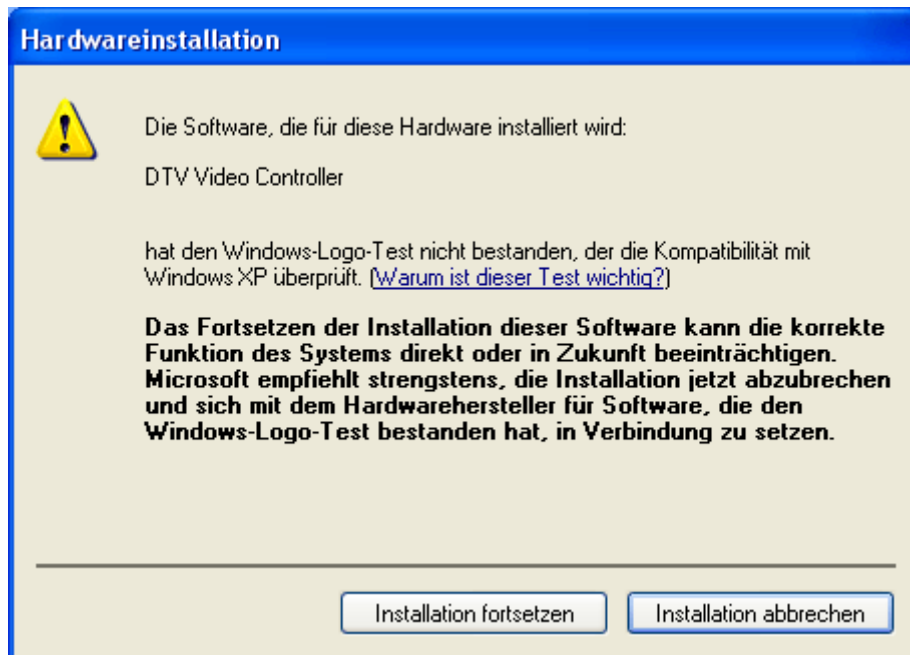 Hardwareinstallation
Die Software, die für diese Hardware installiert wird:
DTV Video Controller
hat den Windows-Logo-Test nicht bestanden, der die Kompatibilität mit
Windows XP überprüft. (Warum ist dieser Test wichtig?)
Das Fortsetzen der Installation dieser Software kann die korrekte
Funktion des Systems direkt oder in Zukunft beeinträchtigen.
Microsoft empfiehlt strengstens, die Installation jetzt abzubrechen
und sich mit dem Hardwarehersteller für Software, die den
Windows-Logo-Test bestanden hat, in Verbindung zu setzen.
Installation fortsetzen
Installation abbrechen